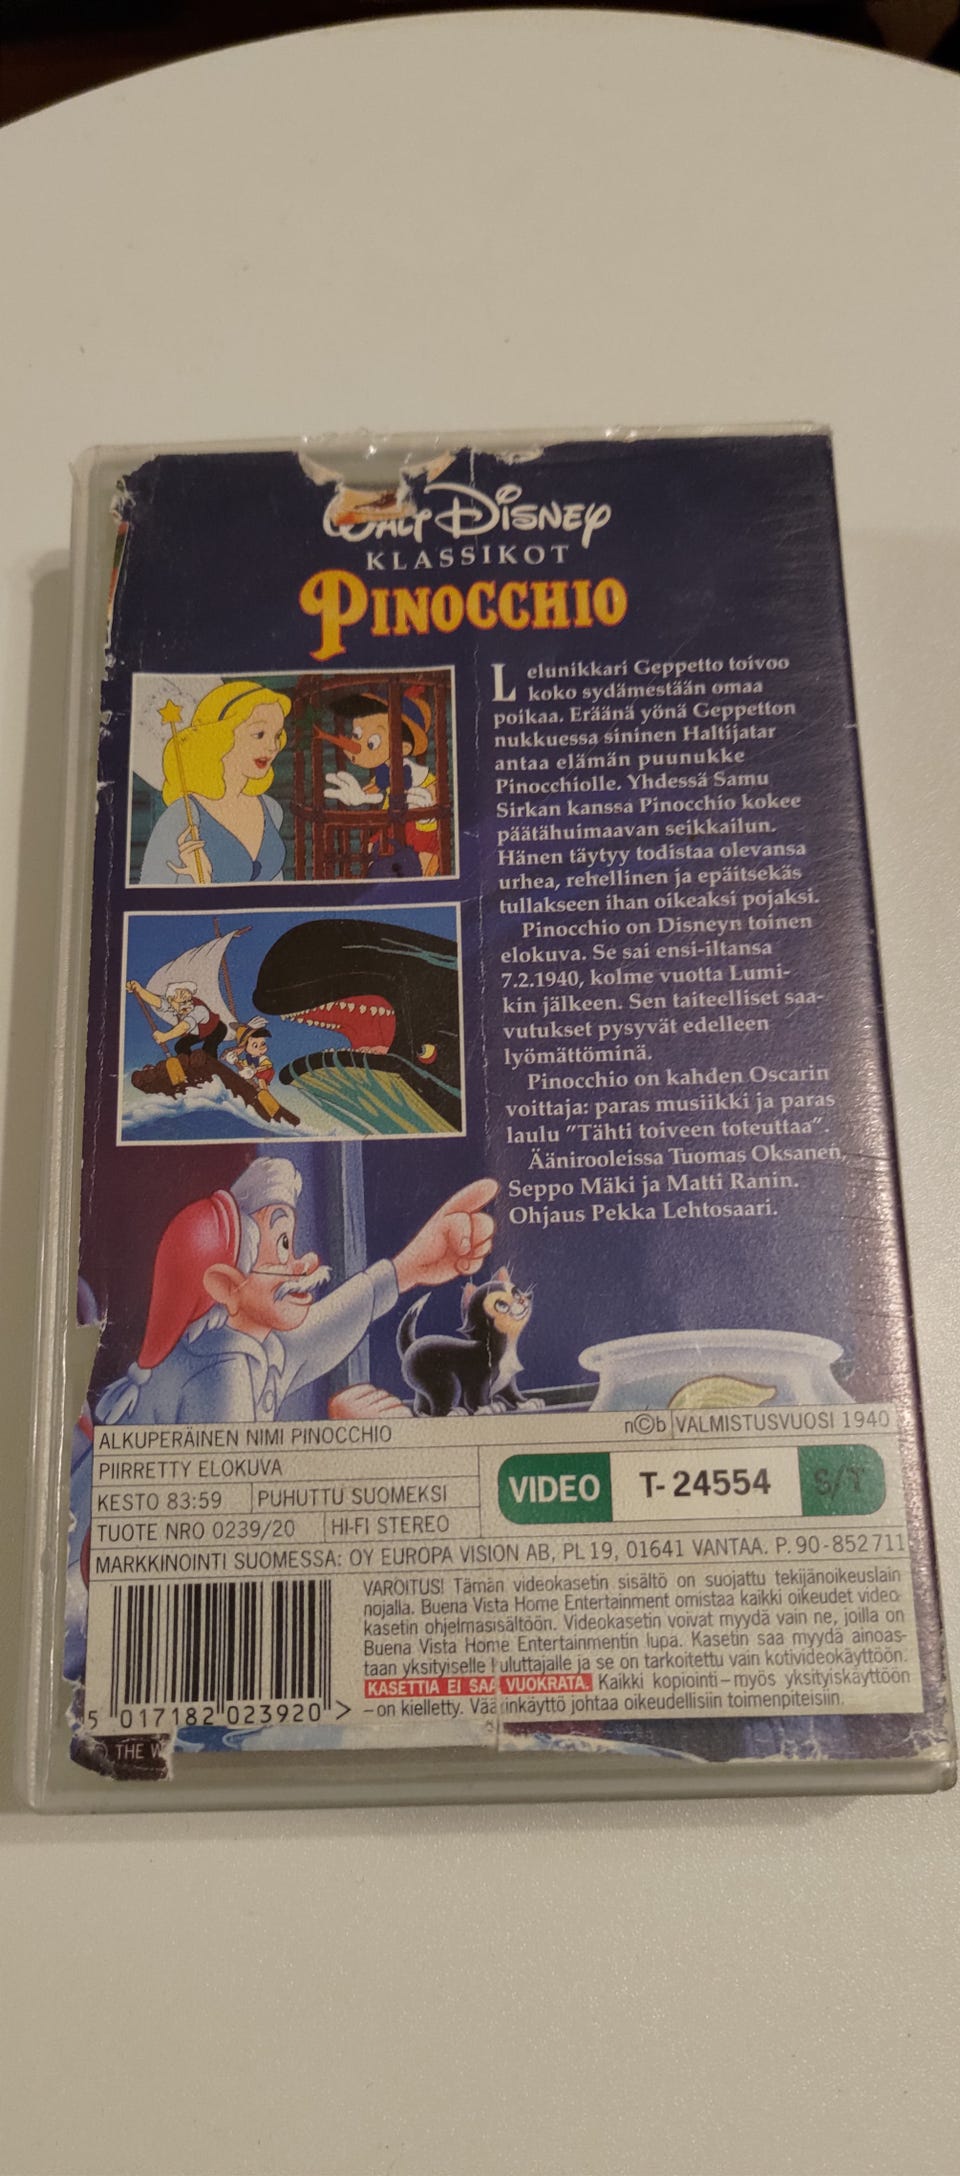 WALT DISNEY
KLASSIKOT
PINOCCHIO
Lelunikkari Geppetto toivoo
koko sydämestään omaa
poikaa. Eräänä yönä Geppetton
nukkuessa sininen Haltijatar
antaa elämän puunukke
Pinocchiolle. Yhdessä Samu
Sirkan kanssa Pinocchio kokee
päätähuimaavan seikkailun.
Hänen täytyy todistaa olevansa
urhea, rehellinen ja epäitsekäs
tullakseen ihan oikeaksi pojaksi.
Pinocchio on Disneyn toinen
elokuva. Se sai ensi-iltansa
7.2.1940, kolme vuotta Lumi-
kin jälkeen. Sen taiteelliset saa-
vutukset pysyvät edelleen
lyömättöminä.
Pinocchio on kahden Oscarin
voittaja: paras musiikki ja paras
laulu "Tähti toiveen toteuttaa".
Äänirooleissa Tuomas Oksanen,
Seppo Mäki ja Matti Ranin.
Ohjaus Pekka Lehtosaari.
ALKUPERÄINEN NIMI PINOCCHIO
n©b VALMISTUSVUOSI 1940
PIIRRETTY ELOKUVA
KESTO 83:59 PUHUTTU SUOMEKSI
VIDEO T-24554 S/T
TUOTE NRO 0239/20 HI-FI STEREO
MARKKINOINTI SUOMESSA: OY EUROPA VISION AB, PL 19, 01641 VANTAA. P. 90-852711
VAROITUS! Tämän videokasetin sisältö on suojattu tekijänoikeuslain
nojalla. Buena Vista Home Entertainment omistaa kaikki oikeudet video-
kasetin ohjelmasisältöön. Videokasetin voivat myydä vain ne, joilla on
Buena Vista Home Entertainmentin lupa. Kasetin saa myydä ainoas-
taan yksityiselle kuluttajalle ja se on tarkoitettu vain kotivideokäyttöön.
KASETTIA EI SAA VUOKRATA. Kaikki kopiointi – myös yksityiskäyttöön
– on kielletty. Väärinkäyttö johtaa oikeudellisiin toimenpiteisiin.
5 017182 023920 >
© THE W